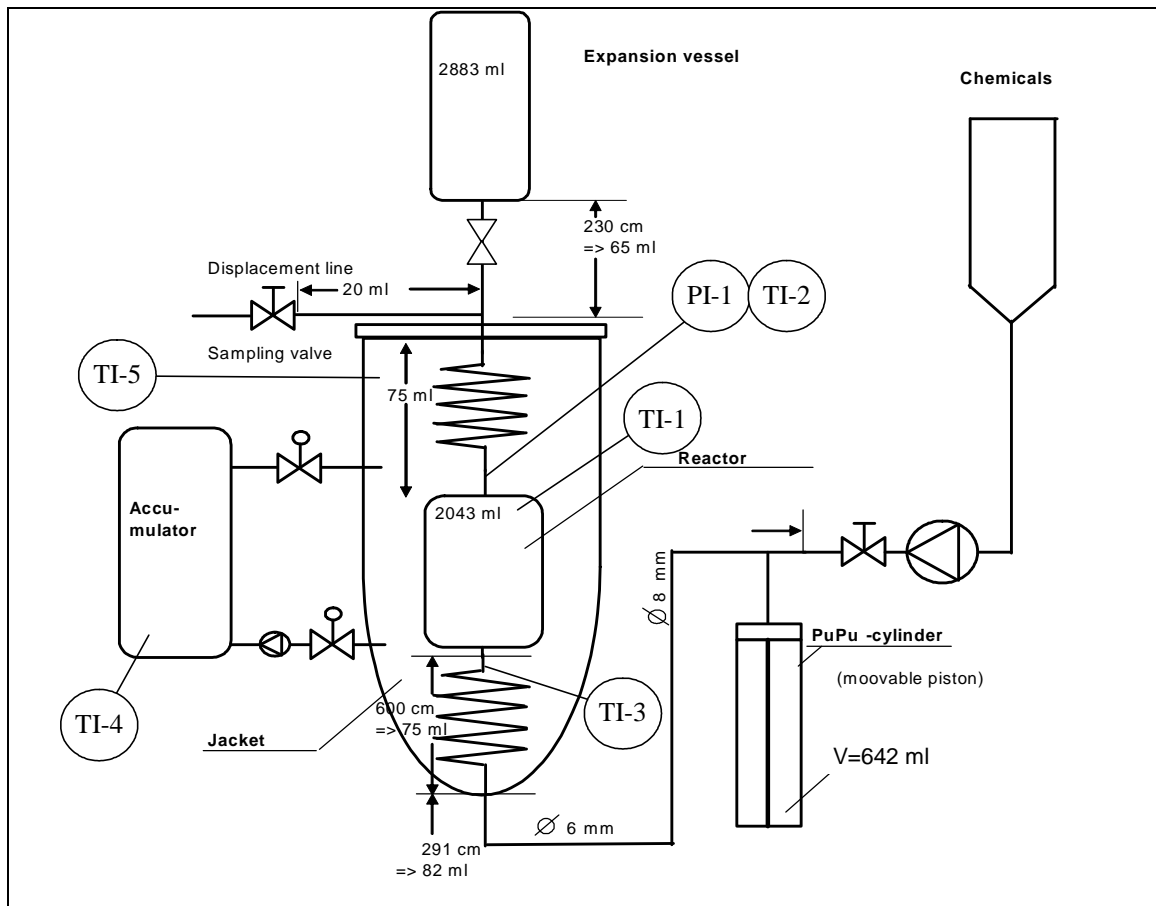 2883 ml
Expansion vessel
Chemicals
230 cm
=> 65 ml
Displacement line
20 ml
PI-1
TI-2
Sampling valve
TI-5
75 ml
TI-1
Reactor
Accu-
mulator
2043 ml
Ø 8 mm
PuPu -cylinder
(moovable piston)
TI-3
600 cm
=> 75 ml
TI-4
Jacket
V=642 ml
Ø 6 mm
291 cm
=> 82 ml